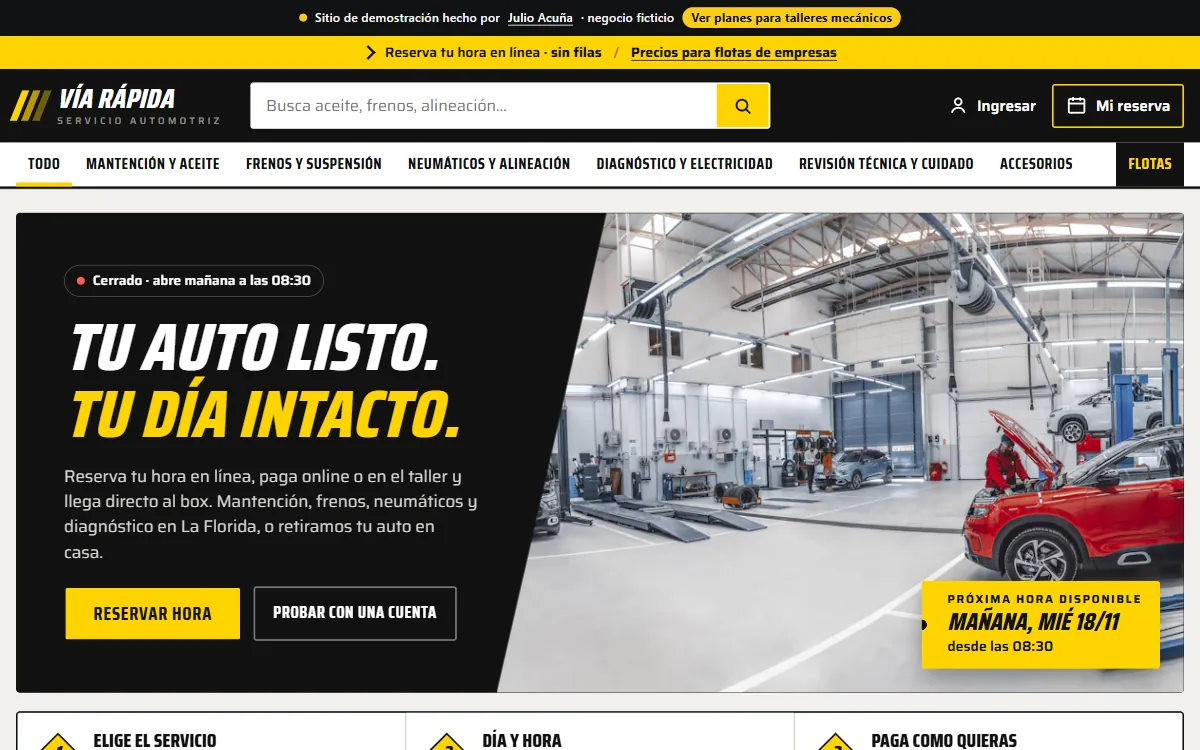 Sitio de demostración hecho por Julio Acuña · negocio ficticio Ver planes para talleres mecánicos
Reserva tu hora en línea · sin filas / Precios para flotas de empresas
VÍA RÁPIDA
SERVICIO AUTOMOTRIZ
Busca aceite, frenos, alineación...
Ingresar
Mi reserva
TODO MANTENCIÓN Y ACEITE FRENOS Y SUSPENSIÓN NEUMÁTICOS Y ALINEACIÓN DIAGNÓSTICO Y ELECTRICIDAD REVISIÓN TÉCNICA Y CUIDADO ACCESORIOS FLOTAS
Cerrado · abre mañana a las 08:30
TU AUTO LISTO.
TU DÍA INTACTO.
Reserva tu hora en línea, paga online o en el taller y
llega directo al box. Mantención, frenos, neumáticos y
diagnóstico en La Florida, o retiramos tu auto en
casa.
RESERVAR HORA PROBAR CON UNA CUENTA
PRÓXIMA HORA DISPONIBLE
MAÑANA, MIÉ 18/11
desde las 08:30
ELIGE EL SERVICIO DÍA Y HORA PAGA COMO QUIERAS